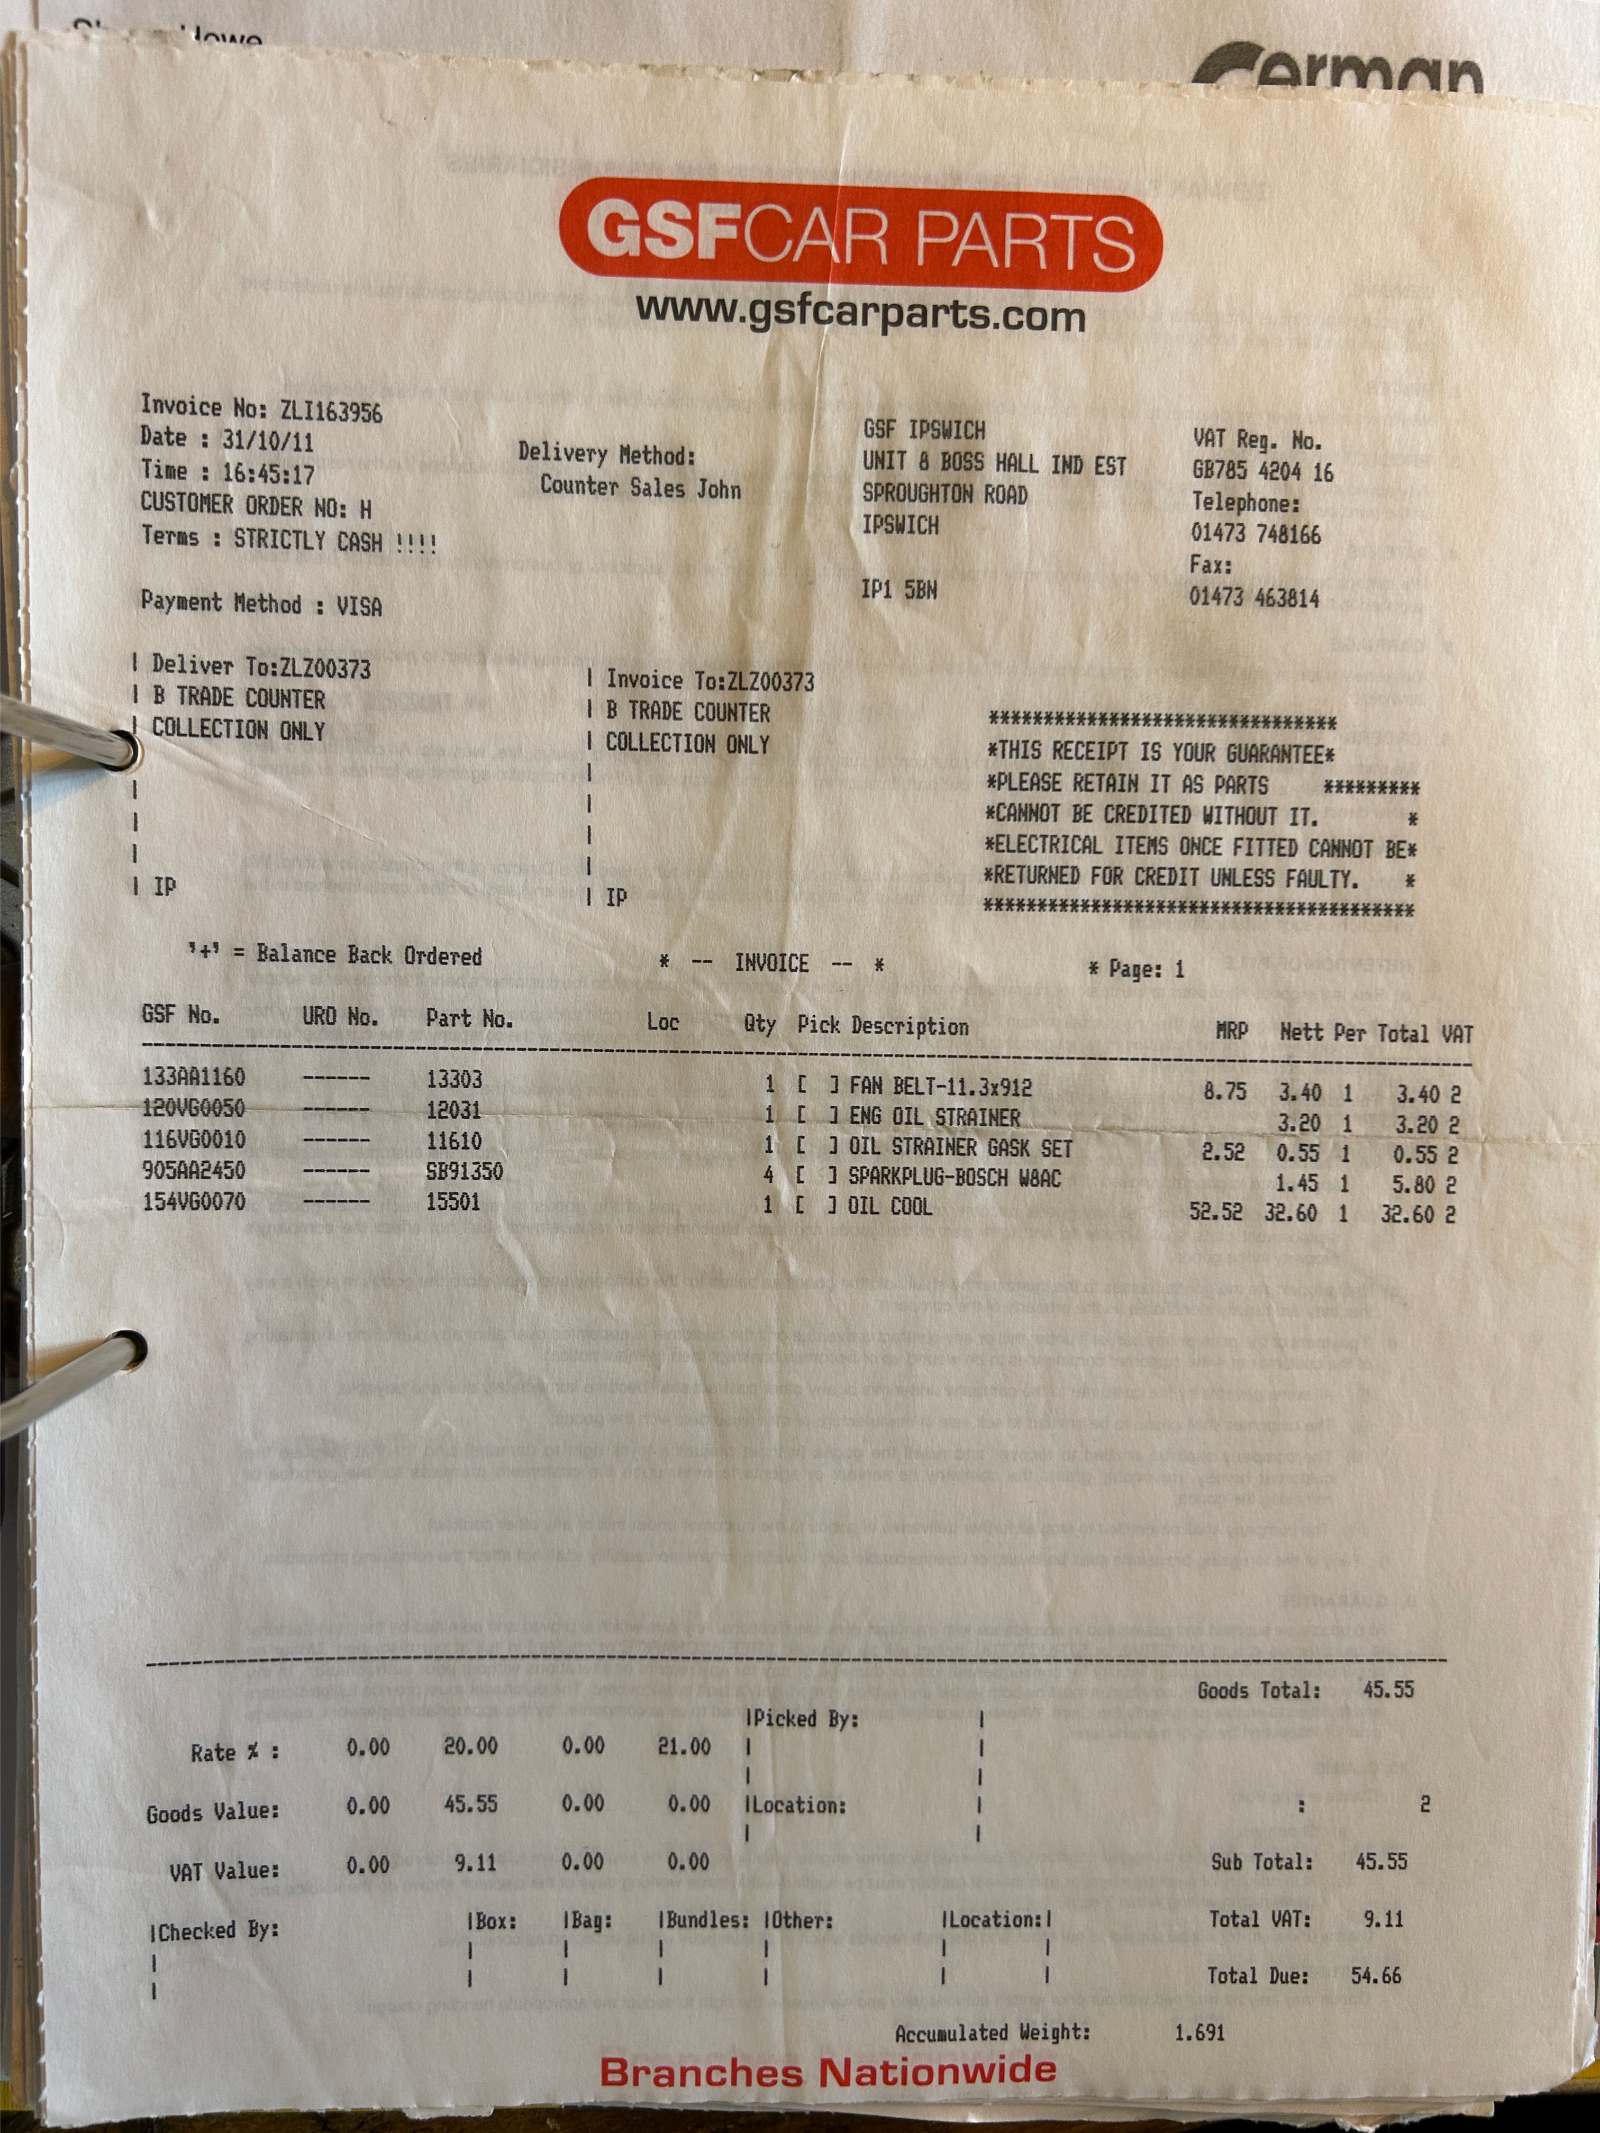 erman
GSFCAR PARTS
www.gsfcarparts.com
Invoice No: ZLI163956
Date : 31/10/11
Time : 16:45:17
CUSTOMER ORDER NO: H
Terms : STRICTLY CASH !!!!
Payment Method : VISA
Delivery Method:
Counter Sales John
GSF IPSWICH
UNIT 8 BOSS HALL IND EST
SPROUGHTON ROAD
IPSWICH
IP1 5BN
VAT Reg. No.
GB785 4204 16
Telephone:
01473 748166
Fax:
01473 463814
| Deliver To:ZLZ00373
| B TRADE COUNTER
| COLLECTION ONLY
|
|
|
| IP
| Invoice To:ZLZ00373
| B TRADE COUNTER
| COLLECTION ONLY
|
|
|
|
| IP
********************************
*THIS RECEIPT IS YOUR GUARANTEE*
*PLEASE RETAIN IT AS PARTS *********
*CANNOT BE CREDITED WITHOUT IT. *
*ELECTRICAL ITEMS ONCE FITTED CANNOT BE*
*RETURNED FOR CREDIT UNLESS FAULTY. *
****************************************
'+' = Balance Back Ordered * -- INVOICE -- * * Page: 1
GSF No. URO No. Part No. Loc Qty Pick Description MRP Nett Per Total VAT
133AA1160 ------ 13303 1 [ ] FAN BELT-11.3x912 8.75 3.40 1 3.40 2
120VG0050 ------ 12031 1 [ ] ENG OIL STRAINER 3.20 1 3.20 2
116VG0010 ------ 11610 1 [ ] OIL STRAINER GASK SET 2.52 0.55 1 0.55 2
905AA2450 ------ SB91350 4 [ ] SPARKPLUG-BOSCH W8AC 1.45 1 5.80 2
154VG0070 ------ 15501 1 [ ] OIL COOL 52.52 32.60 1 32.60 2
Goods Total: 45.55
|Picked By: |
Rate % : 0.00 20.00 0.00 21.00
Goods Value: 0.00 45.55 0.00 0.00 |Location: | : 2
VAT Value: 0.00 9.11 0.00 0.00 Sub Total: 45.55
|Checked By: |Box: |Bag: |Bundles: |Other: |Location:| Total VAT: 9.11
Total Due: 54.66
Accumulated Weight: 1.691
Branches Nationwide